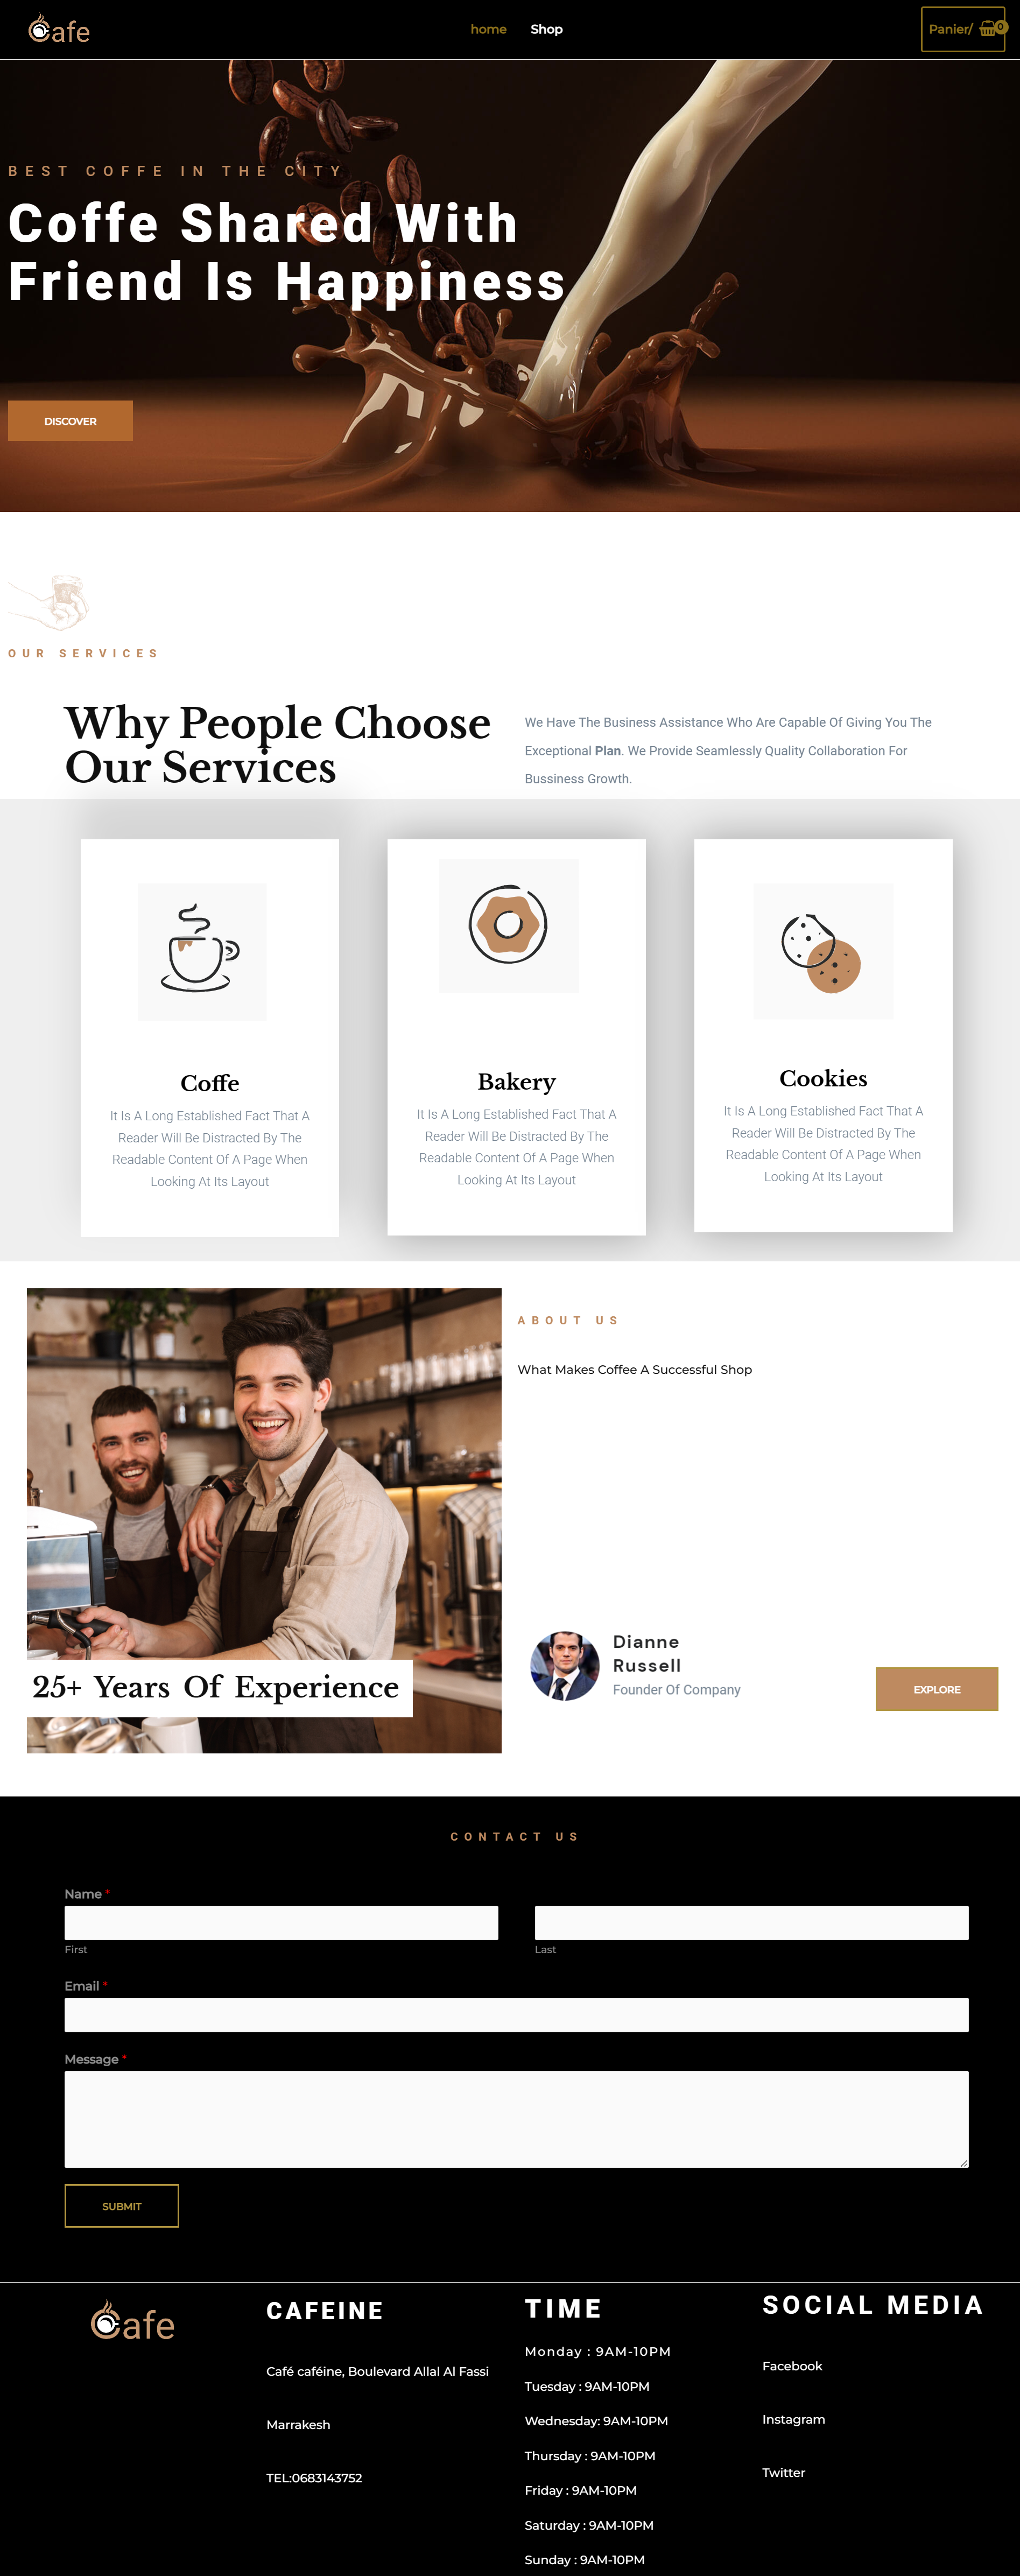 Cafe
home
Shop
Panier/
0
BEST COFFE IN THE CITY
Coffe Shared With
Friend Is Happiness
DISCOVER
OUR SERVICES
Why People Choose
Our Services
We Have The Business Assistance Who Are Capable Of Giving You The
Exceptional Plan. We Provide Seamlessly Quality Collaboration For
Bussiness Growth.
Coffe
It Is A Long Established Fact That A
Reader Will Be Distracted By The
Readable Content Of A Page When
Looking At Its Layout
Bakery
It Is A Long Established Fact That A
Reader Will Be Distracted By The
Readable Content Of A Page When
Looking At Its Layout
Cookies
It Is A Long Established Fact That A
Reader Will Be Distracted By The
Readable Content Of A Page When
Looking At Its Layout
25+ Years Of Experience
ABOUT US
What Makes Coffee A Successful Shop
Dianne
Russell
Founder Of Company
EXPLORE
CONTACT US
Name *
First
Last
Email *
Message *
SUBMIT
Cafe
CAFEINE
Café caféine, Boulevard Allal Al Fassi
Marrakesh
TEL:0683143752
TIME
Monday : 9AM-10PM
Tuesday : 9AM-10PM
Wednesday: 9AM-10PM
Thursday : 9AM-10PM
Friday : 9AM-10PM
Saturday : 9AM-10PM
Sunday : 9AM-10PM
SOCIAL MEDIA
Facebook
Instagram
Twitter